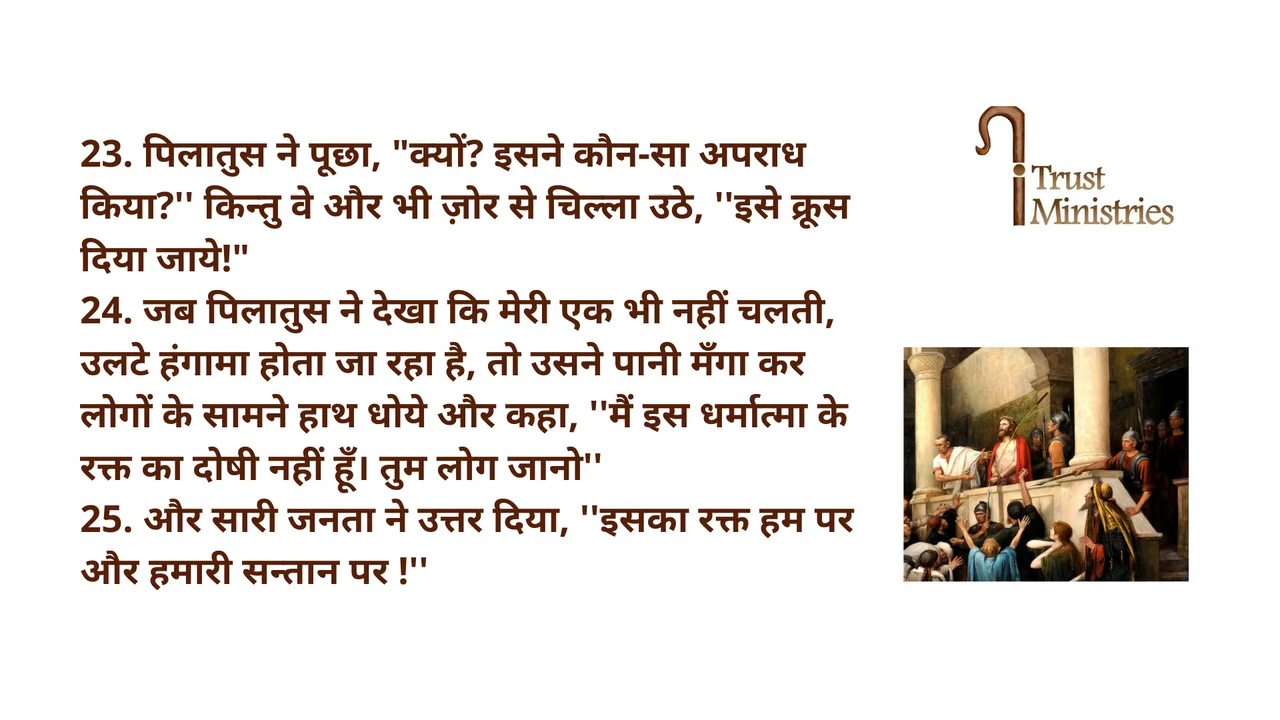 23. पिलातुस ने पूछा, "क्यों? इसने कौन-सा अपराध
किया?'' किन्तु वे और भी ज़ोर से चिल्ला उठे, ''इसे क्रूस
दिया जाये!"
24. जब पिलातुस ने देखा कि मेरी एक भी नहीं चलती,
उलटे हंगामा होता जा रहा है, तो उसने पानी मँगा कर
लोगों के सामने हाथ धोये और कहा, ''मैं इस धर्मात्मा के
रक्त का दोषी नहीं हूँ। तुम लोग जानो''
25. और सारी जनता ने उत्तर दिया, ''इसका रक्त हम पर
और हमारी सन्तान पर !''
i Trust
Ministries